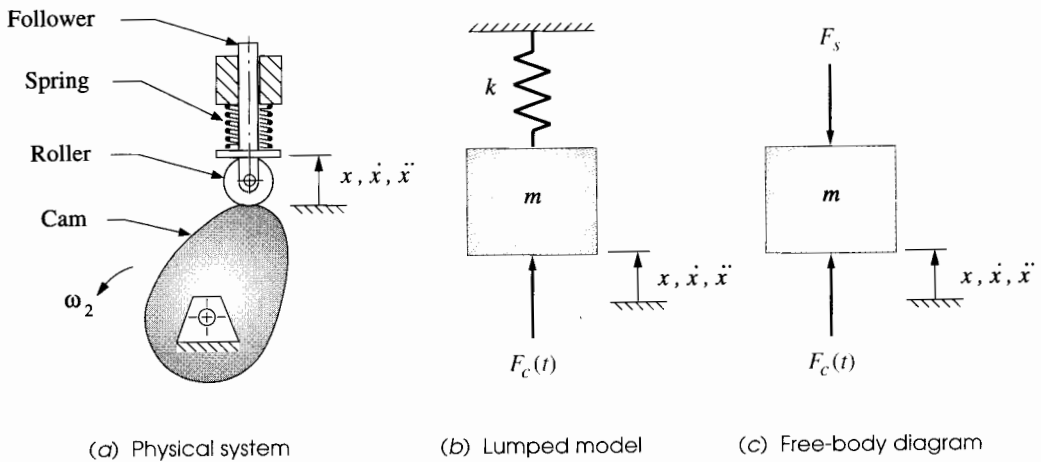 Follower
Spring
Roller
Cam
ω₂
x , ẋ, ẍ
(a) Physical system
k
m
x , ẋ, ẍ
F_c(t)
(b) Lumped model
F_s
m
x , ẋ, ẍ
F_c(t)
(c) Free-body diagram